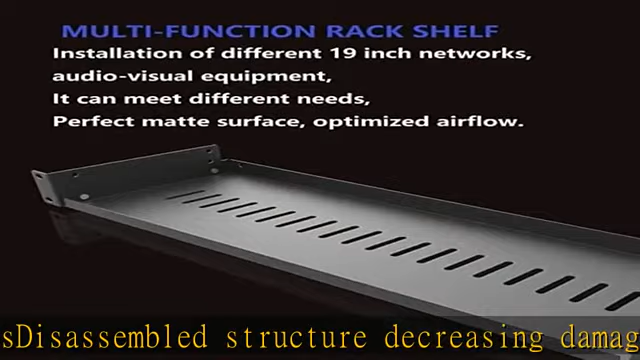 MULTI-FUNCTION RACK SHELF
Installation of different 19 inch networks,
audio-visual equipment,
It can meet different needs,
Perfect matte surface, optimized airflow.
sDisassembled structure decreasing damag